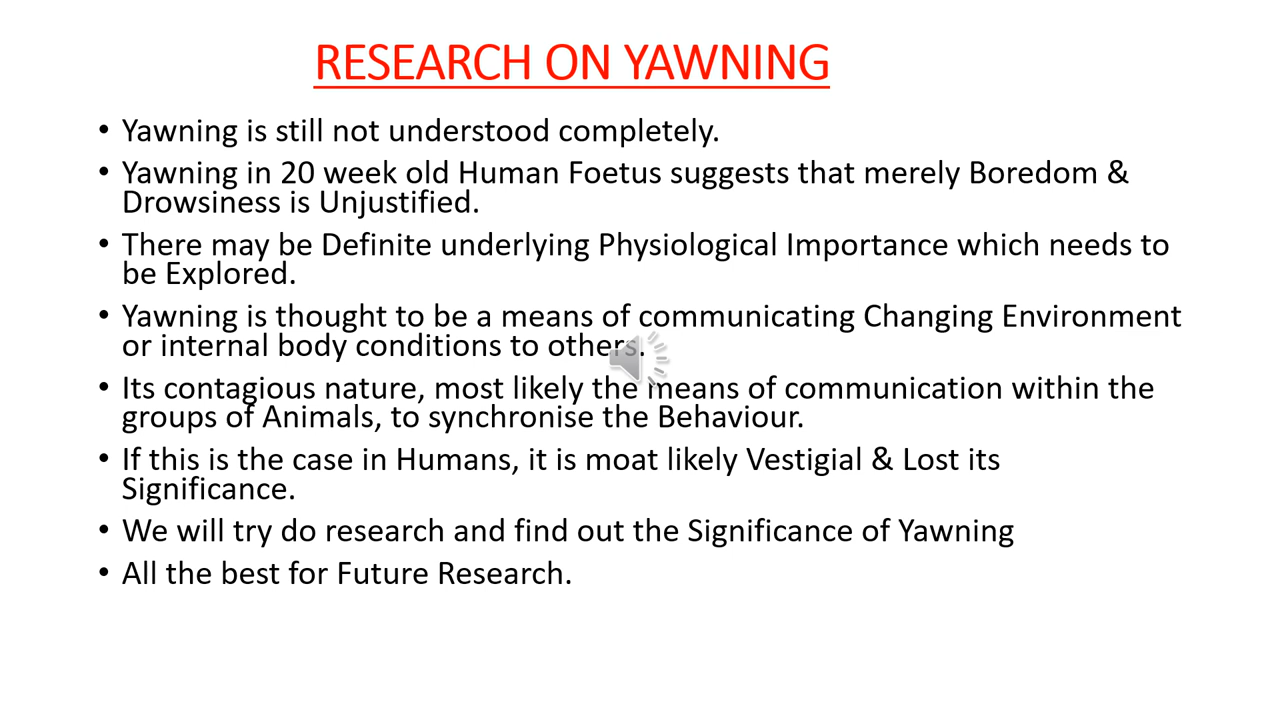 RESEARCH ON YAWNING
• Yawning is still not understood completely.
• Yawning in 20 week old Human Foetus suggests that merely Boredom &
Drowsiness is Unjustified.
• There may be Definite underlying Physiological Importance which needs to
be Explored.
• Yawning is thought to be a means of communicating Changing Environment
or internal body conditions to others.
• Its contagious nature, most likely the means of communication within the
groups of Animals, to synchronise the Behaviour.
• If this is the case in Humans, it is moat likely Vestigial & Lost its
Significance.
• We will try do research and find out the Significance of Yawning
• All the best for Future Research.